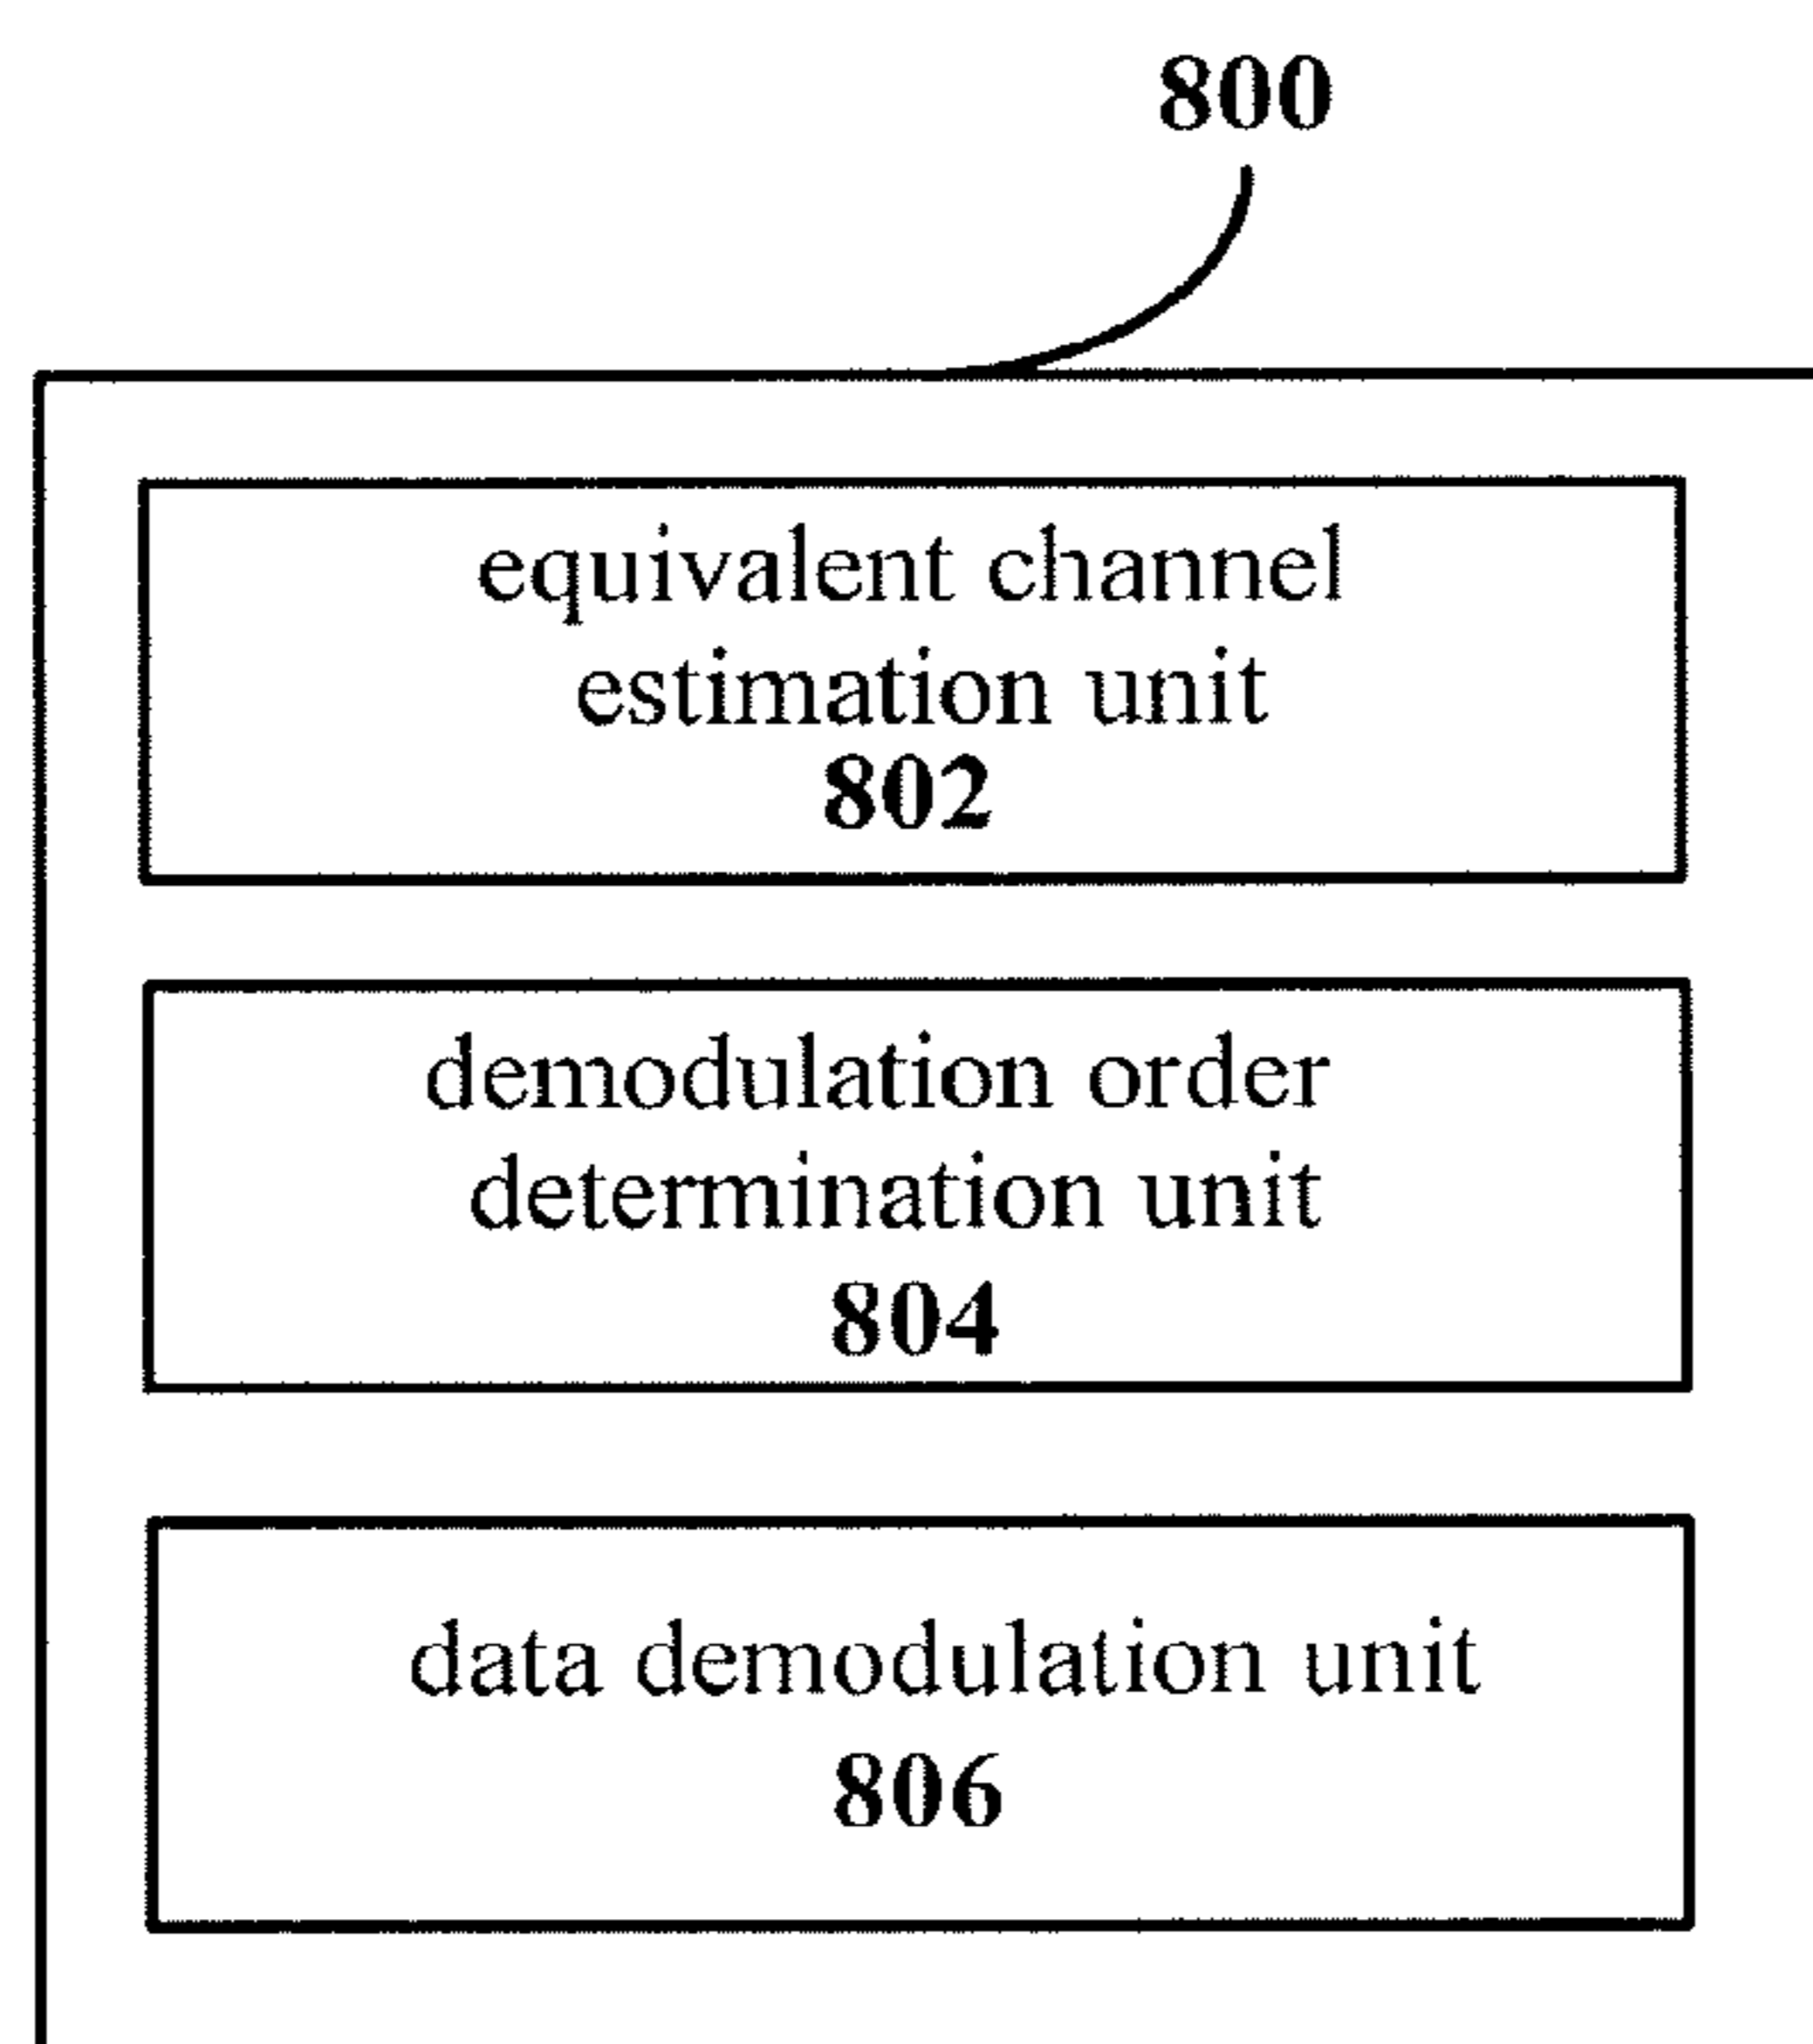 800
equivalent channel
estimation unit
802
demodulation order
determination unit
804
data demodulation unit
806